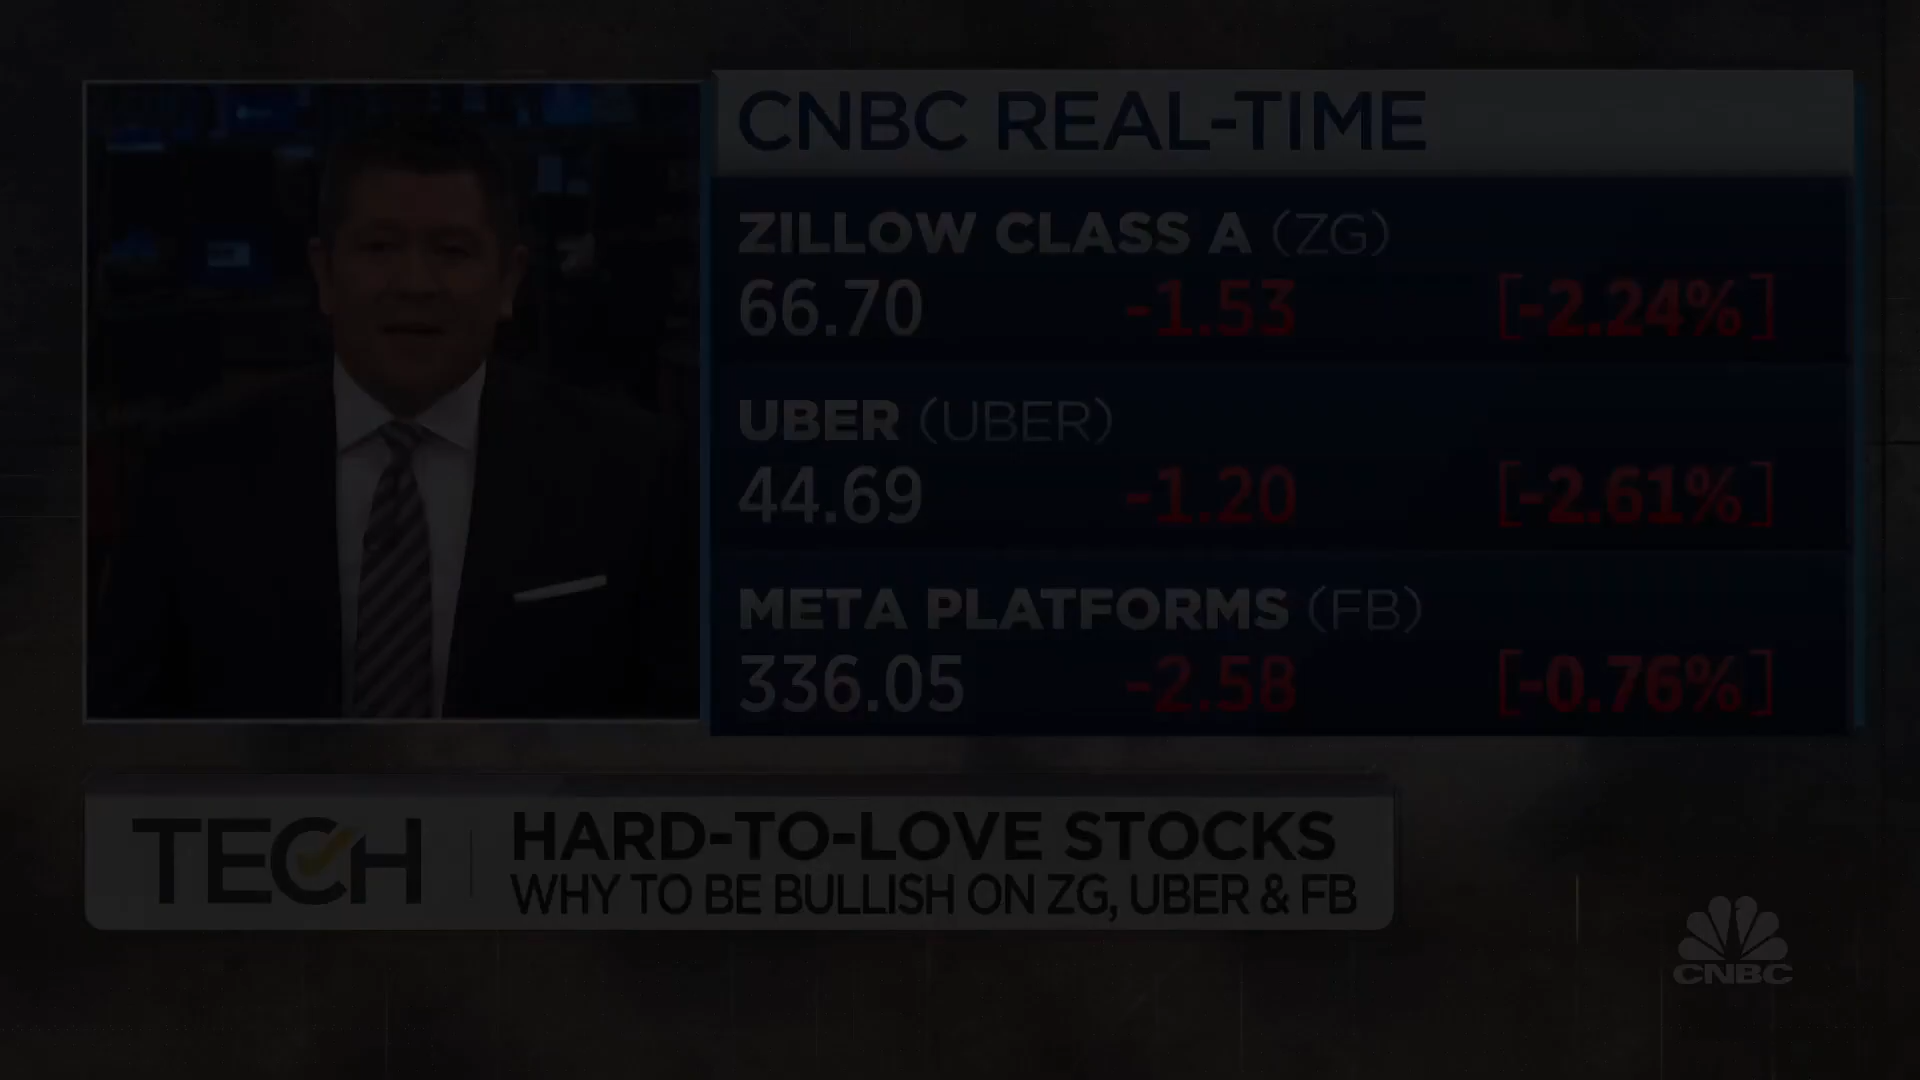 CNBC REAL-TIME
ZILLOW CLASS A (ZG)
66.70 -1.53 [-2.24%]
UBER (UBER)
44.69 -1.20 [-2.61%]
META PLATFORMS (FB)
336.05 -2.58 [-0.76%]
TECH
HARD-TO-LOVE STOCKS
WHY TO BE BULLISH ON ZG, UBER & FB
CNBC